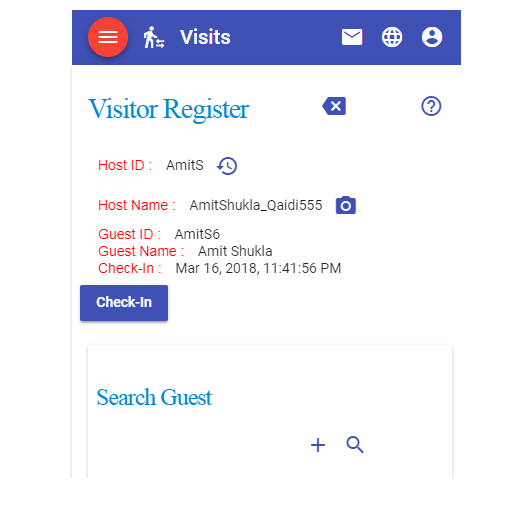 Visits
Visitor Register
Host ID : AmitS
Host Name : AmitShukla_Qaidi555
Guest ID : AmitS6
Guest Name : Amit Shukla
Check-In : Mar 16, 2018, 11:41:56 PM
Check-In
Search Guest